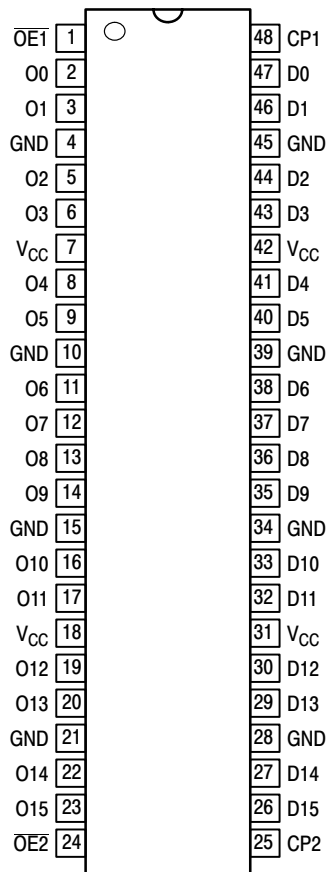 O̅E̅1̅ 1 48 CP1
O0 2 47 D0
O1 3 46 D1
GND 4 45 GND
O2 5 44 D2
O3 6 43 D3
VCC 7 42 VCC
O4 8 41 D4
O5 9 40 D5
GND 10 39 GND
O6 11 38 D6
O7 12 37 D7
O8 13 36 D8
O9 14 35 D9
GND 15 34 GND
O10 16 33 D10
O11 17 32 D11
VCC 18 31 VCC
O12 19 30 D12
O13 20 29 D13
GND 21 28 GND
O14 22 27 D14
O15 23 26 D15
O̅E̅2̅ 24 25 CP2